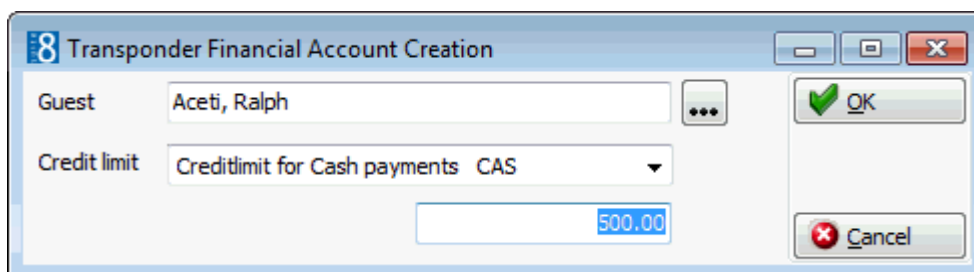 8 Transponder Financial Account Creation
Guest Aceti, Ralph ... OK
Credit limit Creditlimit for Cash payments CAS
500.00
Cancel